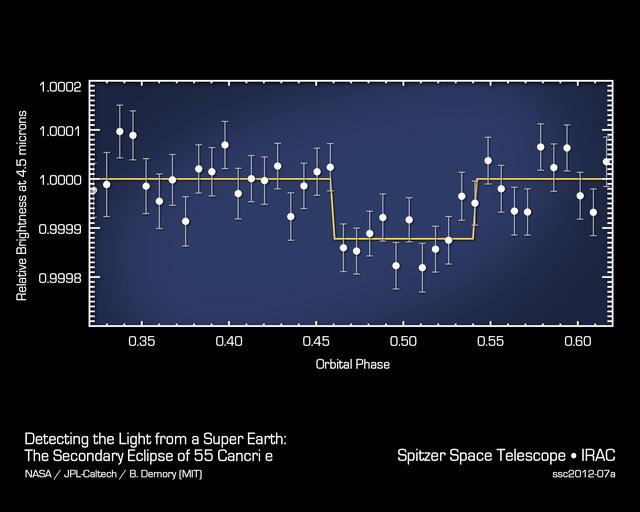 1.0002
1.0001
1.0000
0.9999
0.9998
Relative Brightness at 4.5 microns
0.35 0.40 0.45 0.50 0.55 0.60
Orbital Phase
Detecting the Light from a Super Earth:
The Secondary Eclipse of 55 Cancri e
NASA / JPL-Caltech / B. Demory (MIT)
Spitzer Space Telescope • IRAC
ssc2012-07a